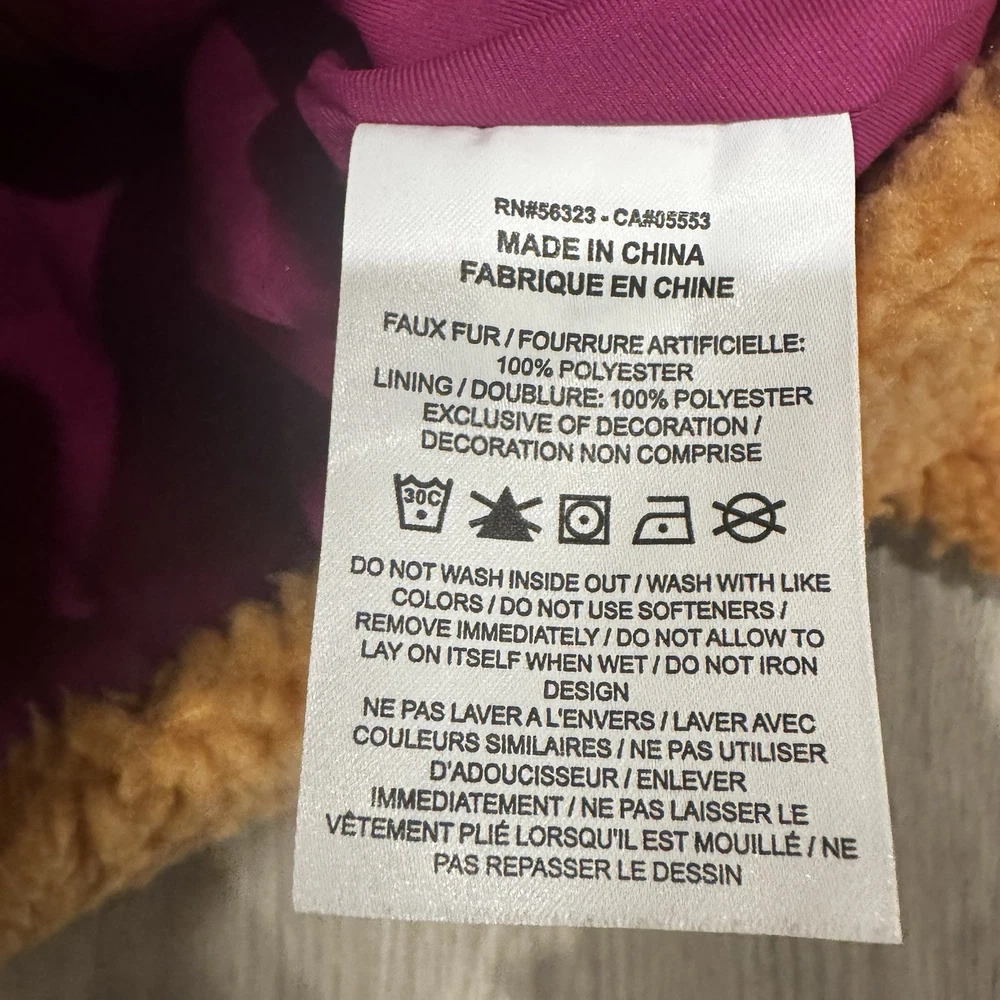 RN#56323 - CA#05553
MADE IN CHINA
FABRIQUE EN CHINE
FAUX FUR / FOURRURE ARTIFICIELLE:
100% POLYESTER
LINING / DOUBLURE: 100% POLYESTER
EXCLUSIVE OF DECORATION /
DECORATION NON COMPRISE
30C
DO NOT WASH INSIDE OUT / WASH WITH LIKE
COLORS / DO NOT USE SOFTENERS /
REMOVE IMMEDIATELY / DO NOT ALLOW TO
LAY ON ITSELF WHEN WET / DO NOT IRON
DESIGN
NE PAS LAVER A L'ENVERS / LAVER AVEC
COULEURS SIMILAIRES / NE PAS UTILISER
D'ADOUCISSEUR / ENLEVER
IMMEDIATEMENT / NE PAS LAISSER LE
VÊTEMENT PLIÉ LORSQU'IL EST MOUILLÉ / NE
PAS REPASSER LE DESSIN